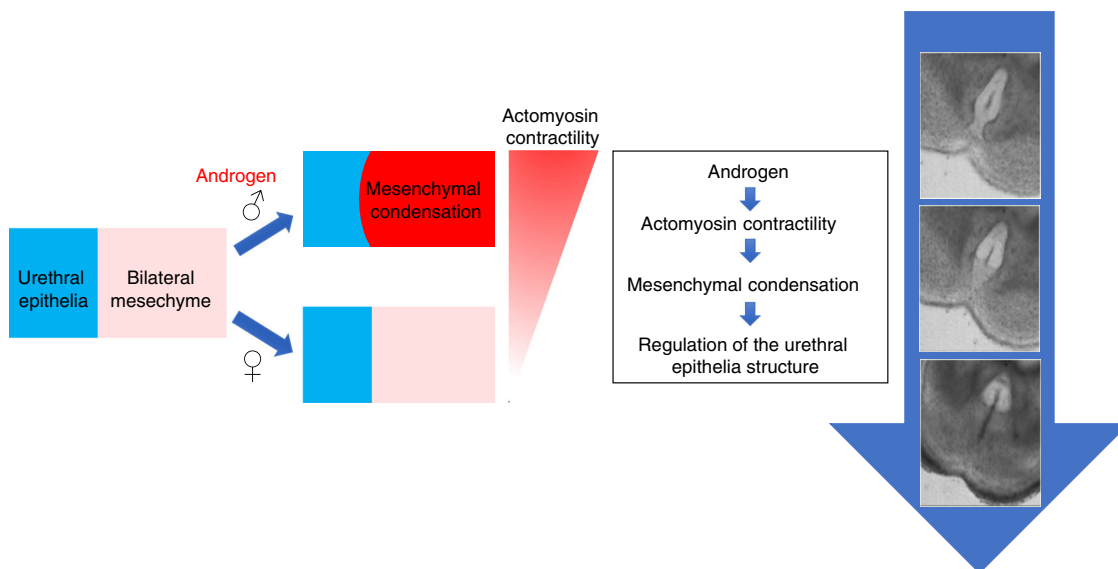 Urethral
epithelia
Bilateral
mesechyme
Androgen
♂
♀
Mesenchymal
condensation
Actomyosin
contractility
Androgen
Actomyosin contractility
Mesenchymal condensation
Regulation of the urethral
epithelia structure